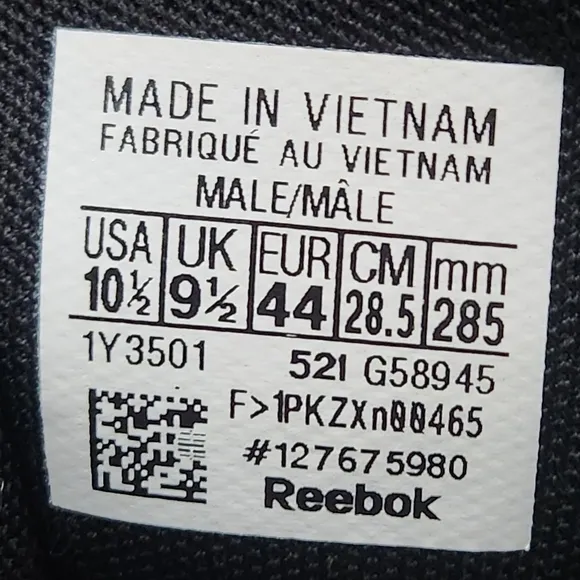 MADE IN VIETNAM
FABRIQUÉ AU VIETNAM
MALE/MÂLE
USA UK EUR CM mm
10½ 9½ 44 28.5 285
1Y3501 521 G58945
F>1PKZXn00465
#127675980
Reebok